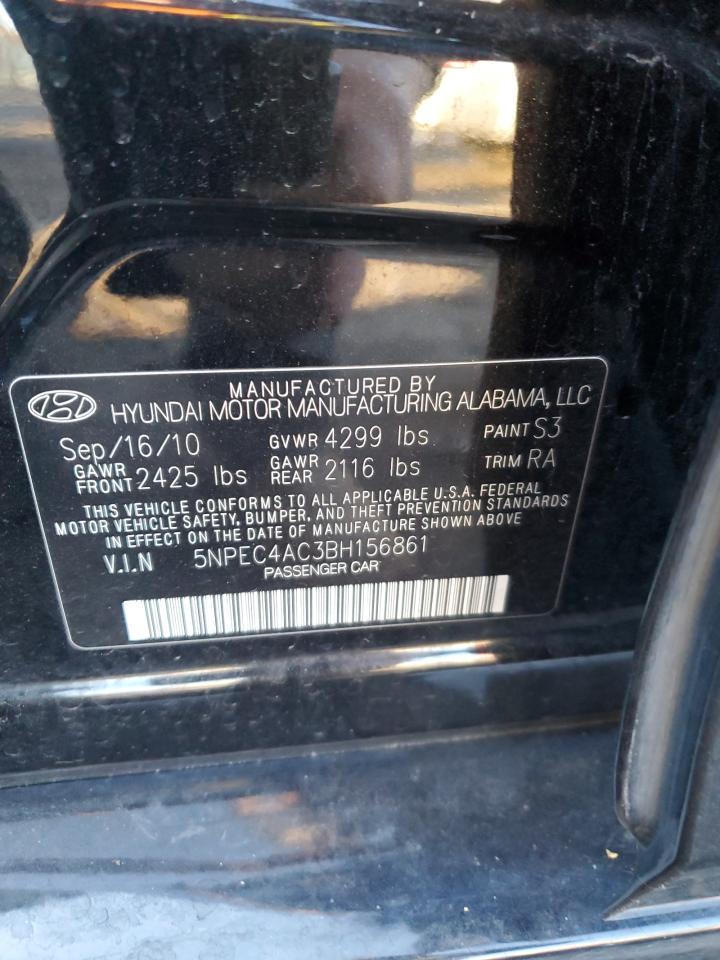 MANUFACTURED BY
HYUNDAI MOTOR MANUFACTURING ALABAMA, LLC
Sep/16/10 GVWR 4299 lbs PAINT S3
GAWR FRONT 2425 lbs GAWR REAR 2116 lbs TRIM RA
THIS VEHICLE CONFORMS TO ALL APPLICABLE U.S.A. FEDERAL
MOTOR VEHICLE SAFETY, BUMPER, AND THEFT PREVENTION STANDARDS
IN EFFECT ON THE DATE OF MANUFACTURE SHOWN ABOVE
V.I.N 5NPEC4AC3BH156861
PASSENGER CAR